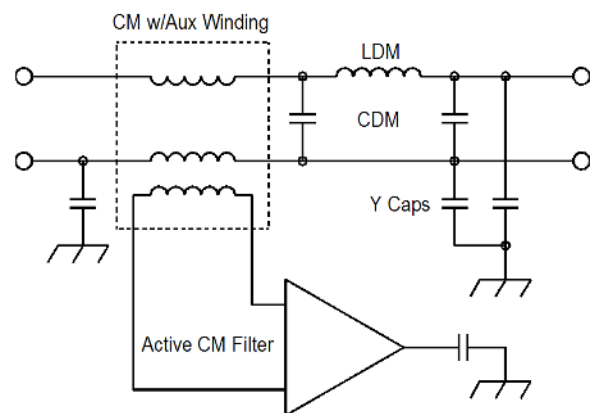 CM w/Aux Winding
LDM
CDM
Y Caps
Active CM Filter